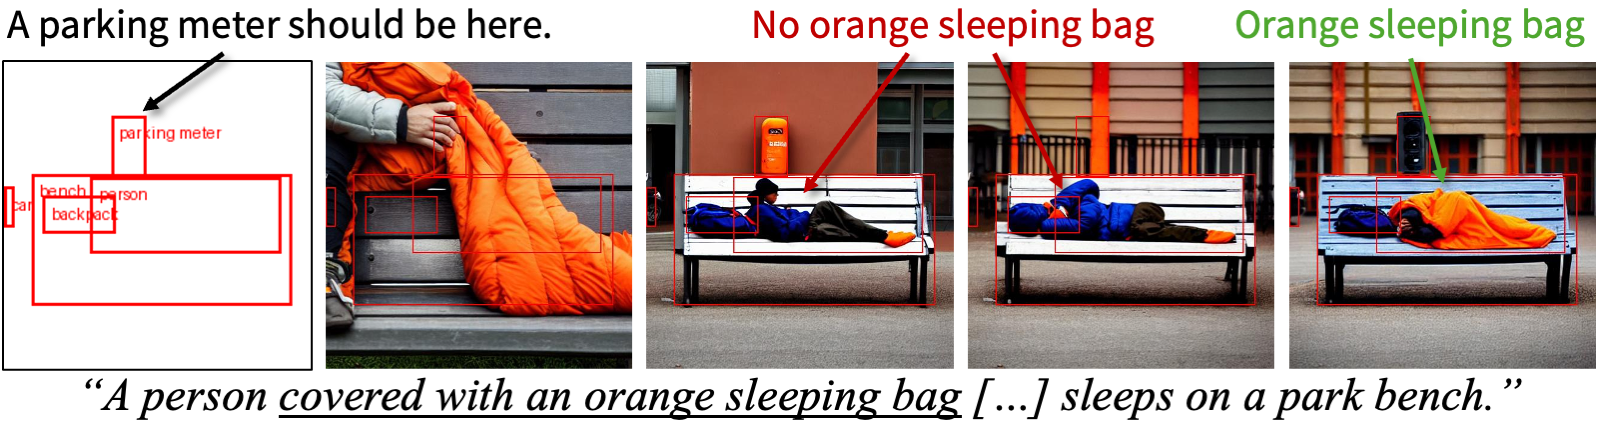 A parking meter should be here.
No orange sleeping bag
Orange sleeping bag
parking meter
bench
person
car
backpack
“A person covered with an orange sleeping bag [...] sleeps on a park bench.”